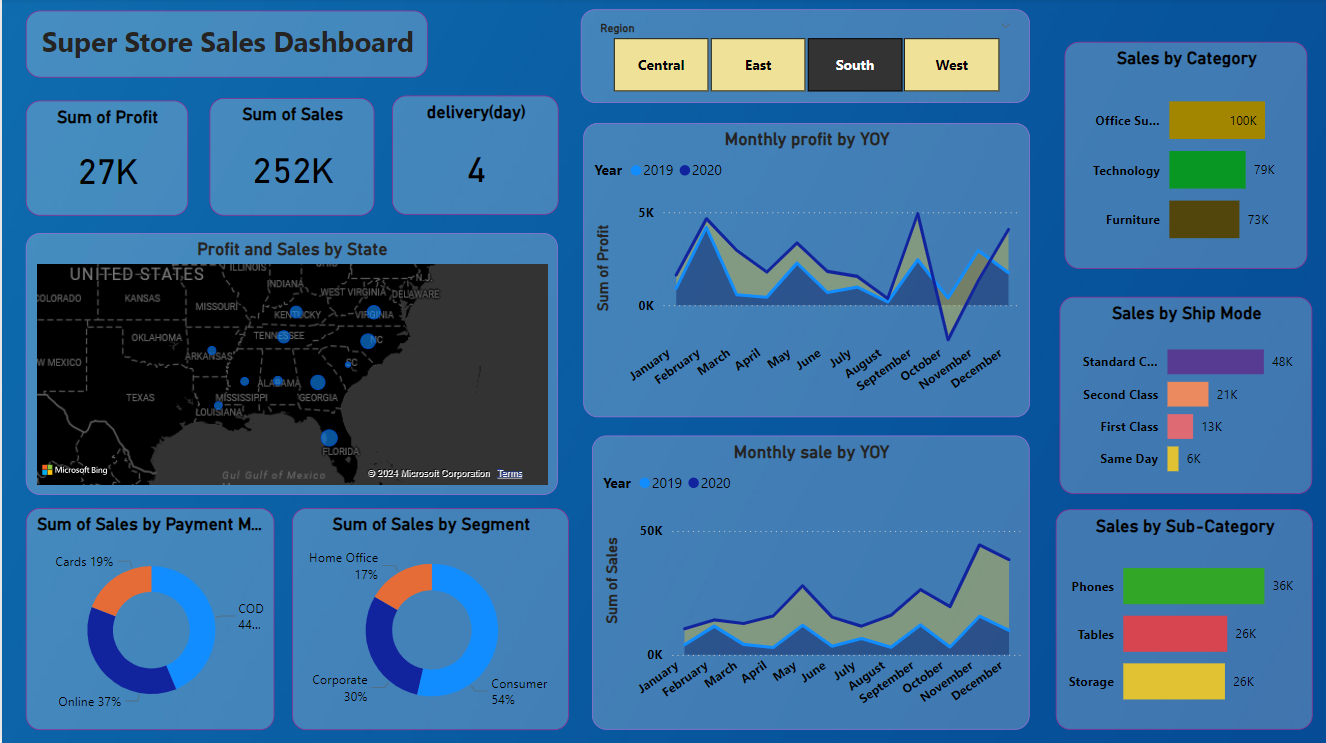 Super Store Sales Dashboard
Sum of Profit
27K
Sum of Sales
252K
delivery(day)
4
Region
Central
East
South
West
Profit and Sales by State
UNITED STATES
ILLINOIS
INDIANA
N.J.
COLORADO
KANSAS
MISSOURI
WEST VIRGINIA
DELAWARE
KENTUCKY
VIRGINIA
OKLAHOMA
TENNESSEE
NC
W MEXICO
ARKANSAS
SC
TEXAS
ALABAMA
MISSISSIPPI
GEORGIA
LOUISIANA
FLORIDA
Gulf of Mexico
Microsoft Bing
© 2024 Microsoft Corporation Terms
Sum of Sales by Payment M...
Cards 19%
COD
44...
Online 37%
Sum of Sales by Segment
Home Office
17%
Corporate
30%
Consumer
54%
Monthly profit by YOY
Year 2019 2020
Sum of Profit
5K
0K
January
February
March
April
May
June
July
August
September
October
November
December
Monthly sale by YOY
Year 2019 2020
Sum of Sales
50K
0K
January
February
March
April
May
June
July
August
September
October
November
December
Sales by Category
Office Su... 100K
Technology 79K
Furniture 73K
Sales by Ship Mode
Standard C... 48K
Second Class 21K
First Class 13K
Same Day 6K
Sales by Sub-Category
Phones 36K
Tables 26K
Storage 26K